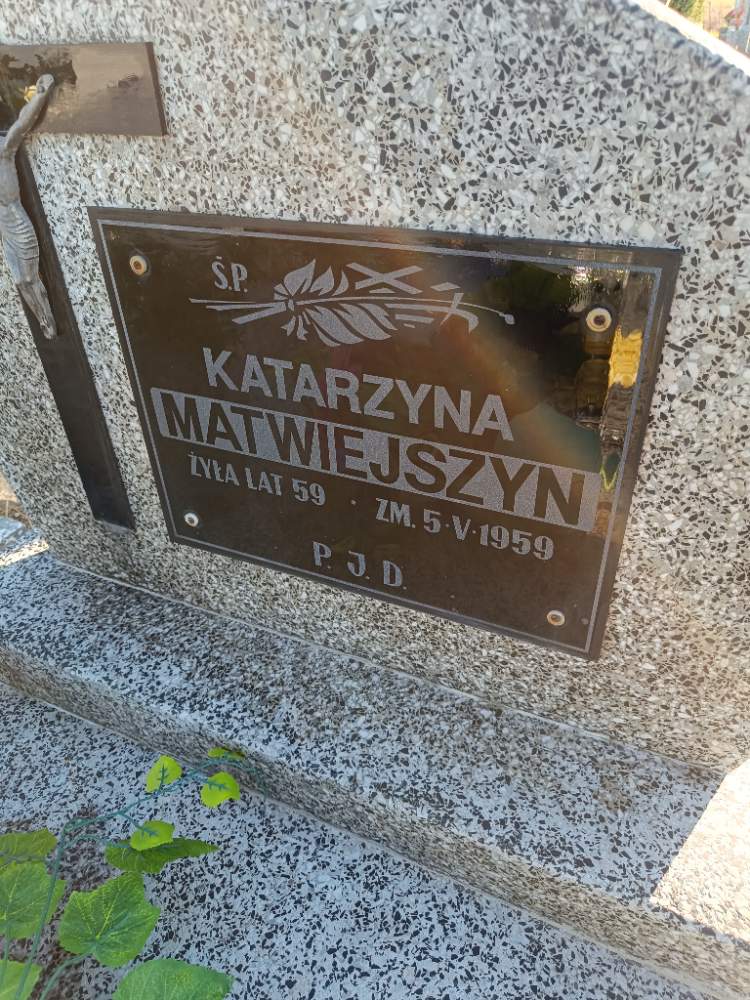 Ś.P.
KATARZYNA
MATWIEJSZYN
ŻYŁA LAT 59 · ZM. 5·V·1959
P. J. D.